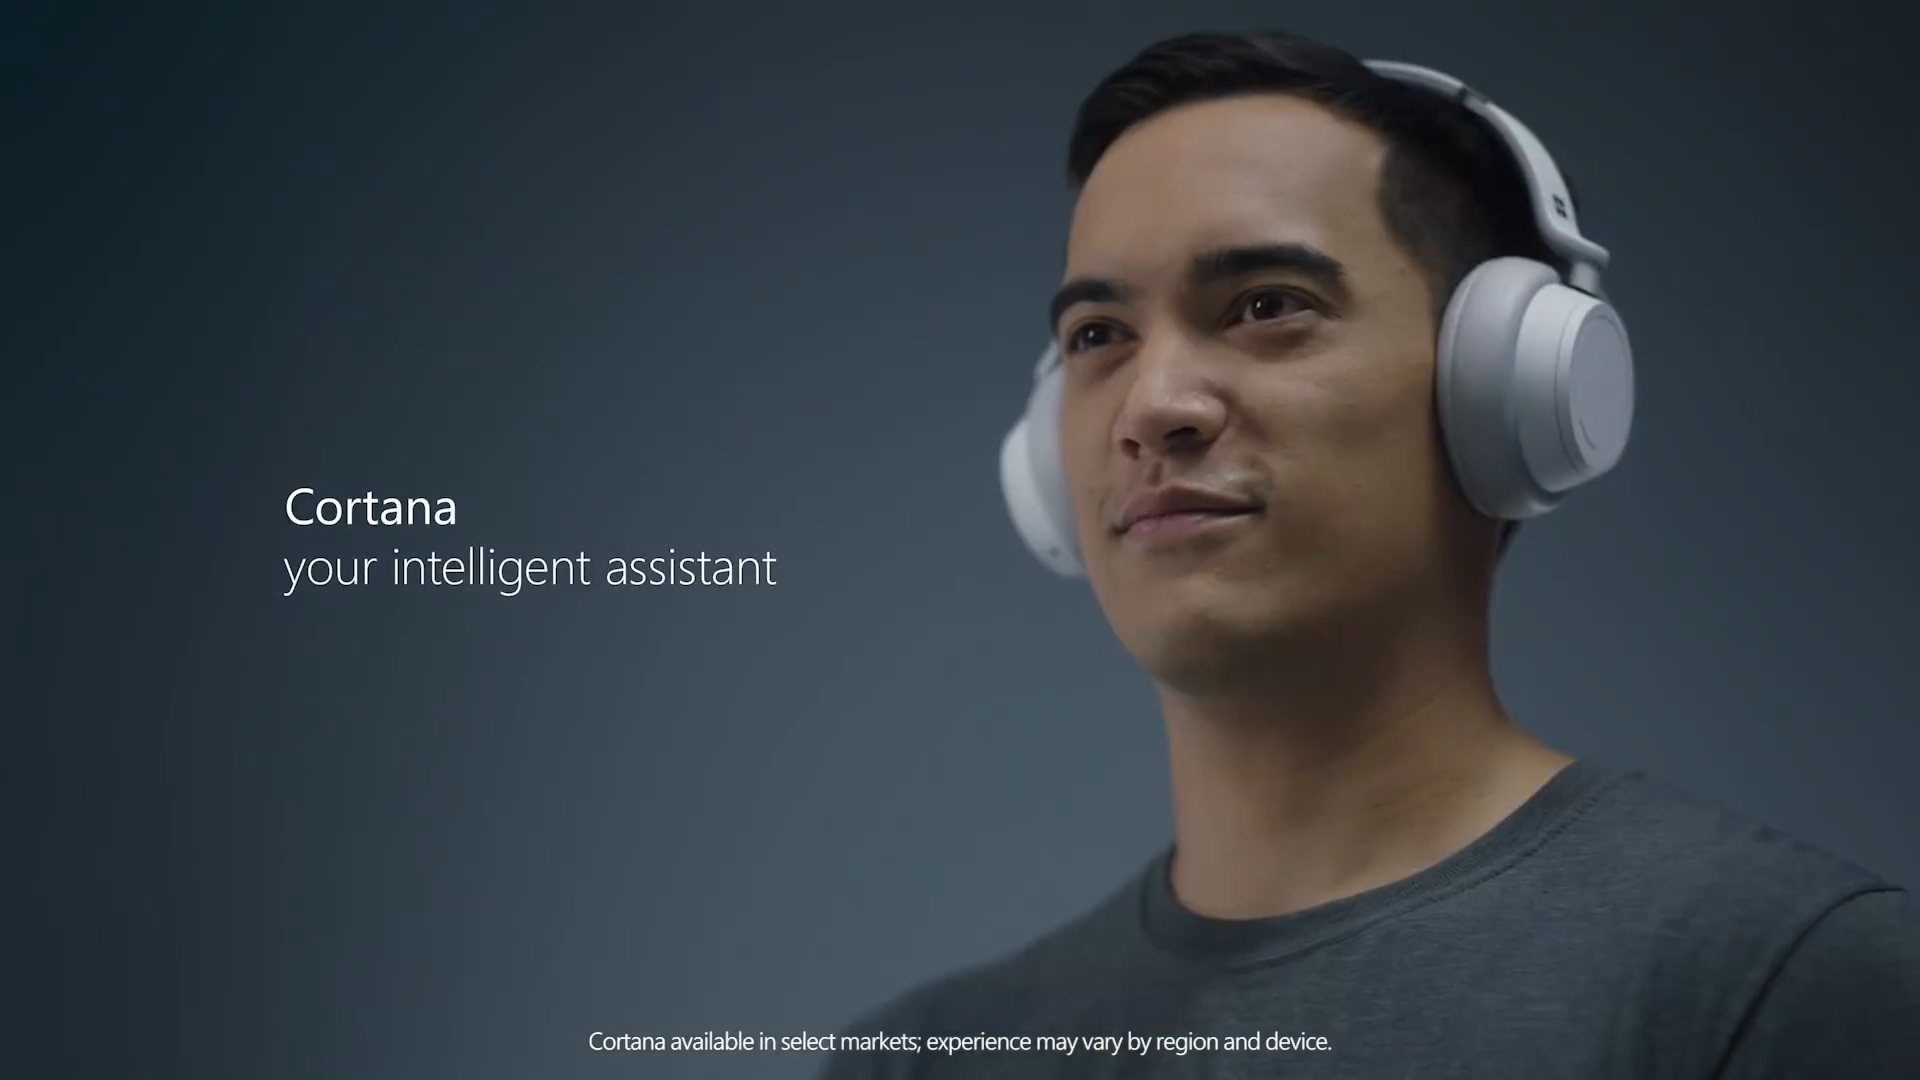 Cortana
your intelligent assistant
Cortana available in select markets; experience may vary by region and device.